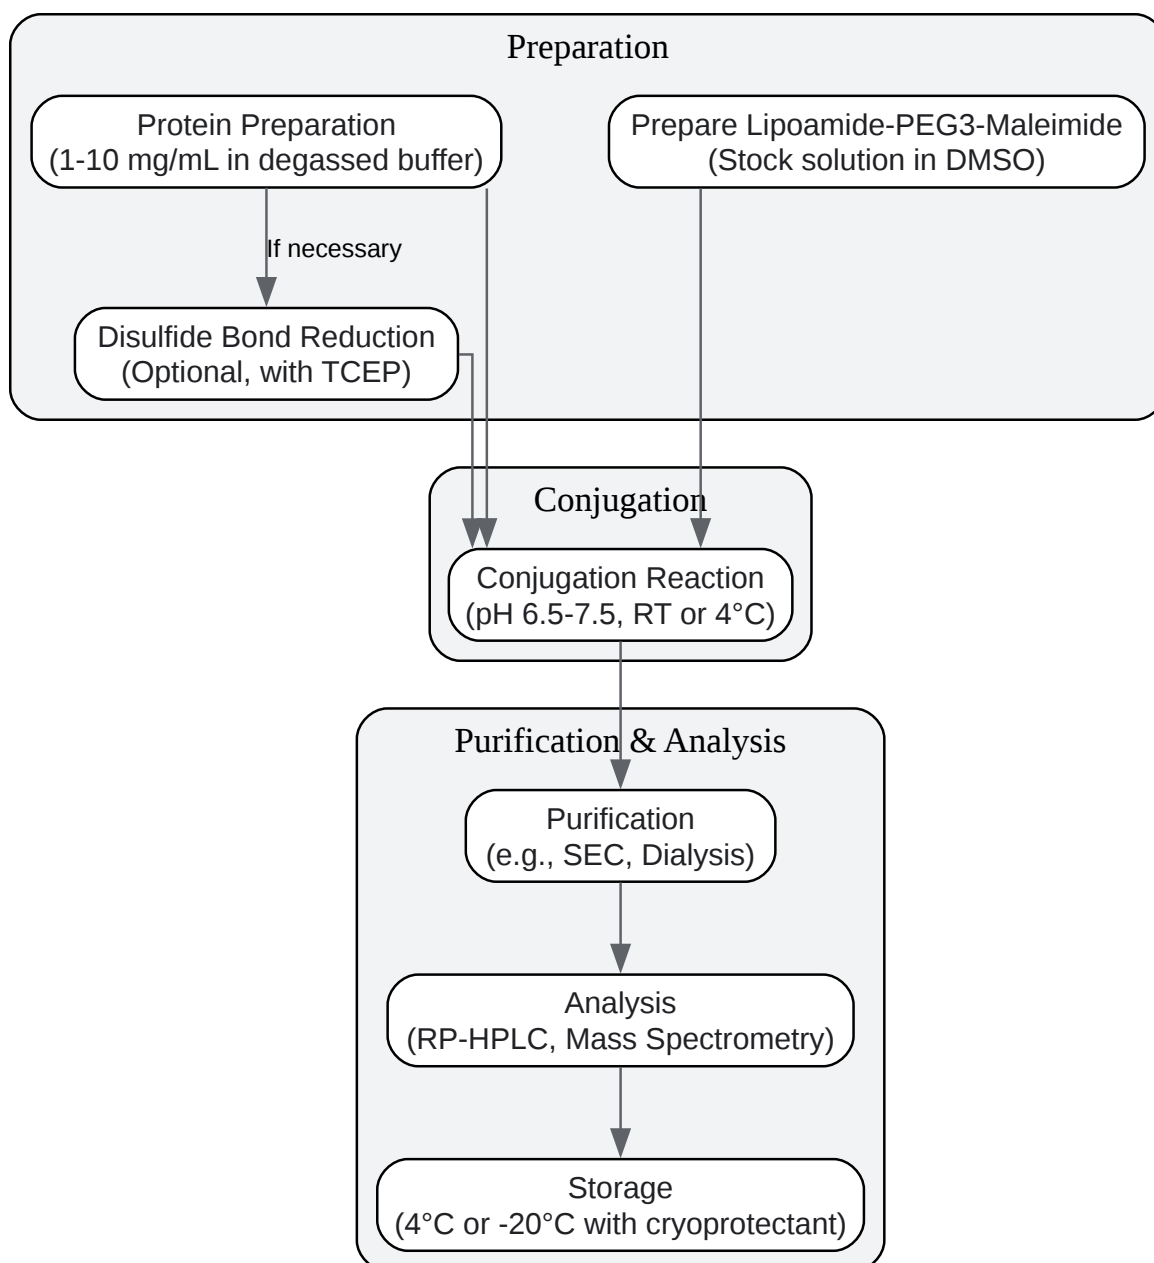 Preparation
Protein Preparation
(1-10 mg/mL in degassed buffer)
Prepare Lipoamide-PEG3-Maleimide
(Stock solution in DMSO)
If necessary
Disulfide Bond Reduction
(Optional, with TCEP)
Conjugation
Conjugation Reaction
(pH 6.5-7.5, RT or 4°C)
Purification & Analysis
Purification
(e.g., SEC, Dialysis)
Analysis
(RP-HPLC, Mass Spectrometry)
Storage
(4°C or -20°C with cryoprotectant)